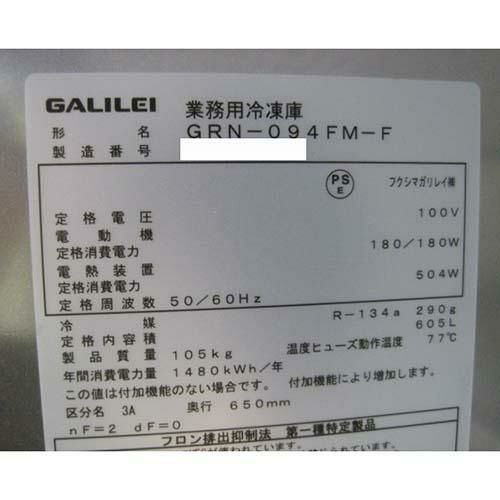 GALILEI 業務用冷凍庫
形名 GRN-094FM-F
製造番号
PS E フクシマガリレイ㈱
定格電圧 100V
電動機
定格消費電力 180/180W
電熱装置
定格消費電力 504W
定格周波数 50/60Hz
冷媒 R-134a 290g
定格内容積 605L
製品質量 105kg 温度ヒューズ動作温度 77℃
年間消費電力量 1480kWh/年
この値は付加機能のない場合です。 付加機能により増加します。
区分名 3A 奥行 650mm
nF=2 dF=0
フロン排出抑制法 第一種特定製品